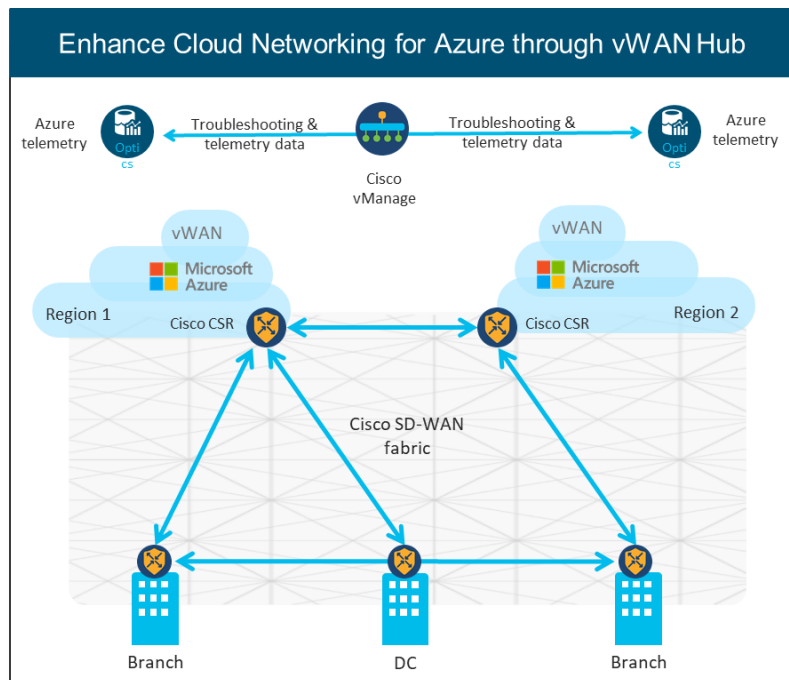 Enhance Cloud Networking for Azure through vWAN Hub
Azure
telemetry
Opti
cs
Troubleshooting &
telemetry data
Cisco
vManage
Troubleshooting &
telemetry data
Opti
cs
Azure
telemetry
vWAN
Microsoft
Azure
Region 1
Cisco CSR
vWAN
Microsoft
Azure
Region 2
Cisco CSR
Cisco SD-WAN
fabric
Branch
DC
Branch